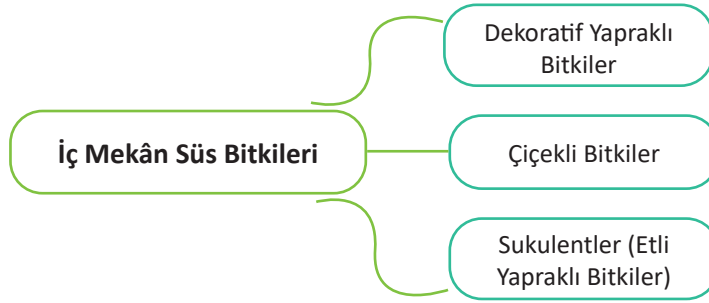 İç Mekân Süs Bitkileri
Dekoratif Yapraklı
Bitkiler
Çiçekli Bitkiler
Sukulentler (Etli
Yapraklı Bitkiler)